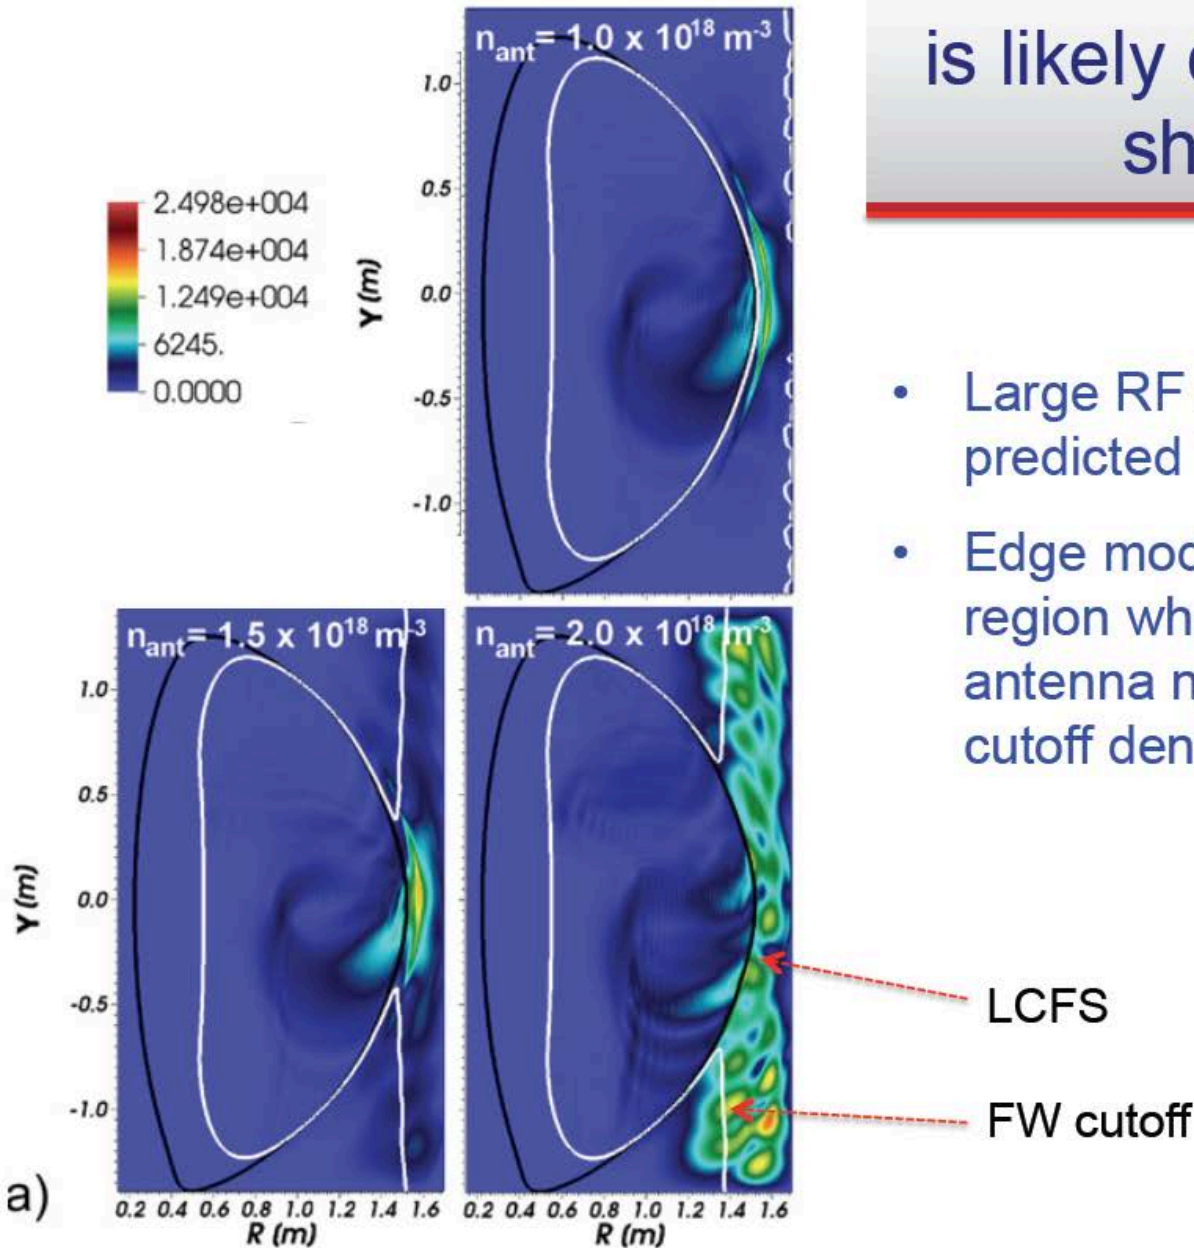 n_ant = 1.0 x 10^18 m^-3
is likely
sh
2.498e+004
1.874e+004
1.249e+004
6245.
0.0000
Y (m)
1.0
0.5
0.0
-0.5
-1.0
• Large RF
predicted
• Edge mod
region wh
antenna n
cutoff den
n_ant = 1.5 x 10^18 m^-3
n_ant = 2.0 x 10^18 m^-3
Y (m)
1.0
0.5
0.0
-0.5
-1.0
LCFS
FW cutoff
a)
0.2 0.4 0.6 0.8 1.0 1.2 1.4 1.6
R (m)
0.2 0.4 0.6 0.8 1.0 1.2 1.4 1.6
R (m)